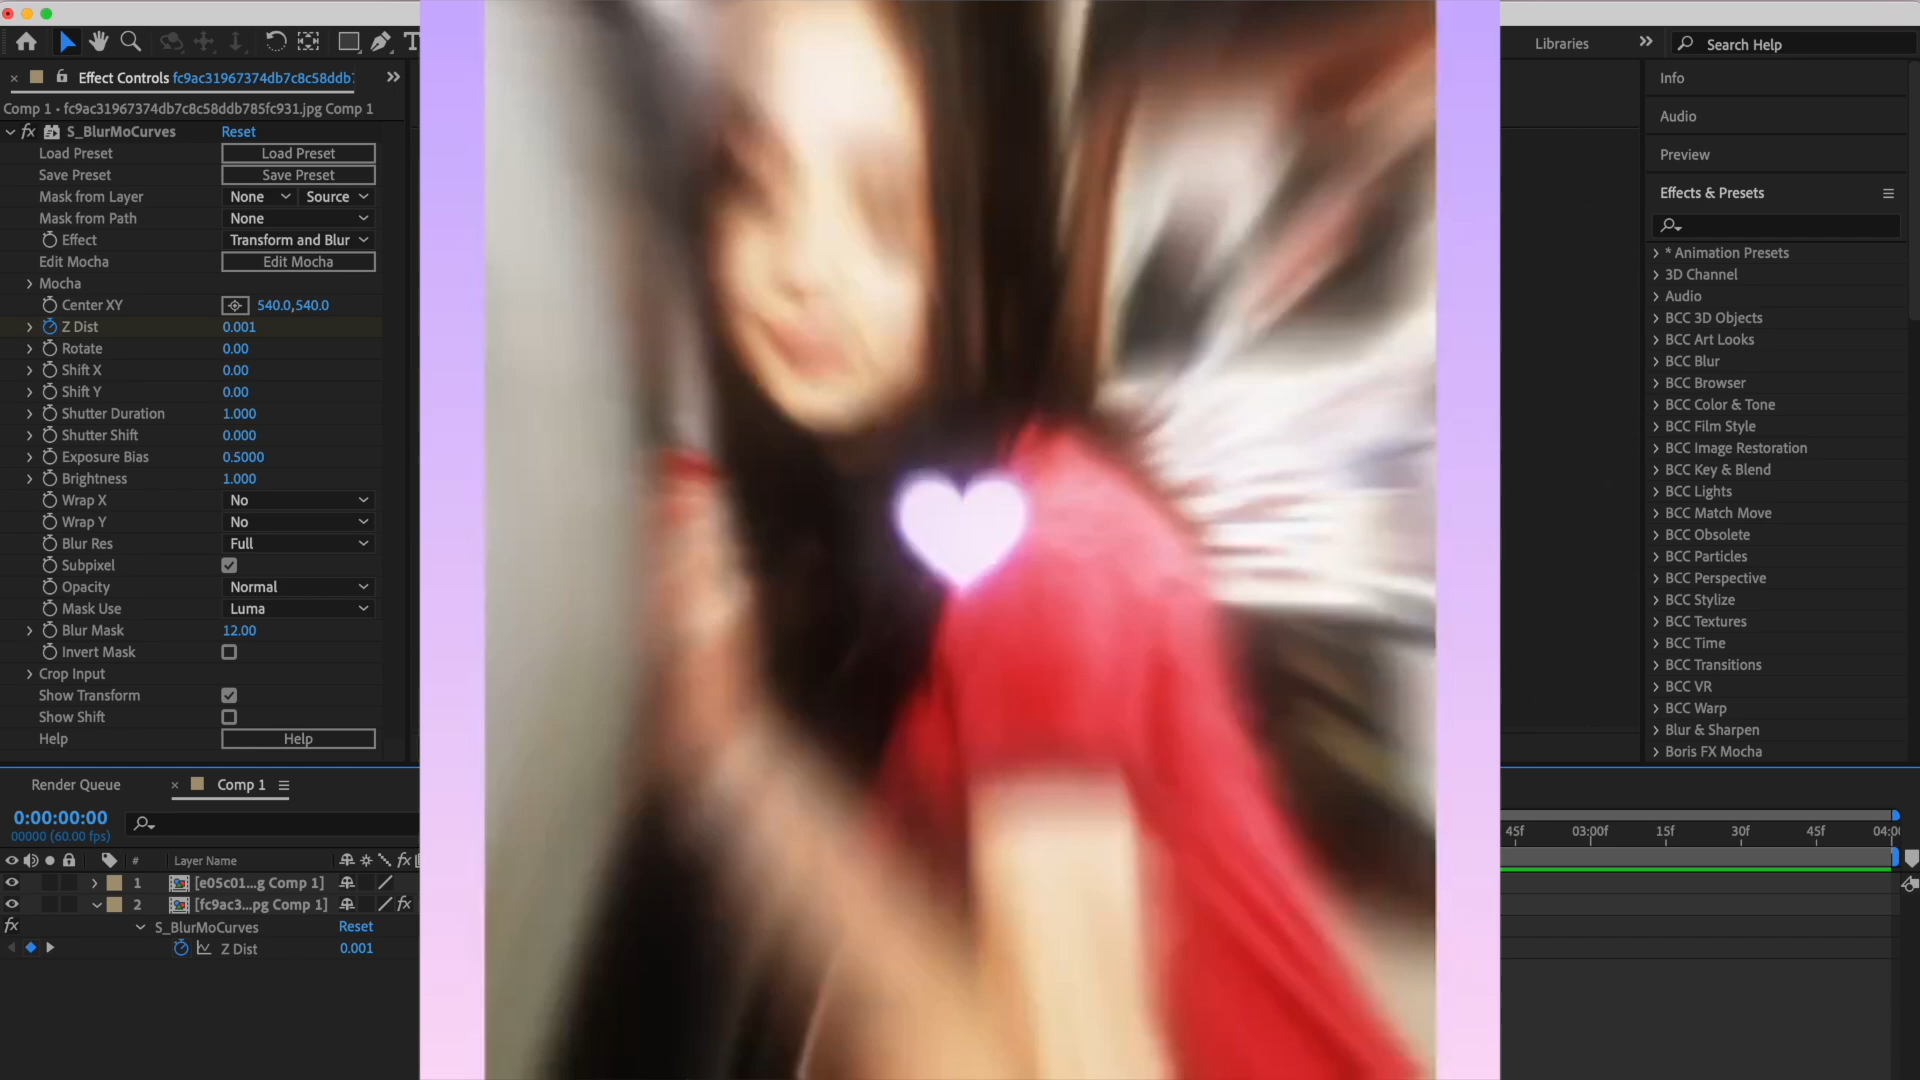 Libraries
Search Help
Effect Controls fc9ac31967374db7c8c58ddb7
Comp 1 · fc9ac31967374db7c8c58ddb785fc931.jpg Comp 1
fx S_BlurMoCurves Reset
Load Preset Load Preset
Save Preset Save Preset
Mask from Layer None Source
Mask from Path None
Effect Transform and Blur
Edit Mocha Edit Mocha
Mocha
Center XY 540.0,540.0
Z Dist 0.001
Rotate 0.00
Shift X 0.00
Shift Y 0.00
Shutter Duration 1.000
Shutter Shift 0.000
Exposure Bias 0.5000
Brightness 1.000
Wrap X No
Wrap Y No
Blur Res Full
Subpixel
Opacity Normal
Mask Use Luma
Blur Mask 12.00
Invert Mask
Crop Input
Show Transform
Show Shift
Help Help
Info
Audio
Preview
Effects & Presets
* Animation Presets
3D Channel
Audio
BCC 3D Objects
BCC Art Looks
BCC Blur
BCC Browser
BCC Color & Tone
BCC Film Style
BCC Image Restoration
BCC Key & Blend
BCC Lights
BCC Match Move
BCC Obsolete
BCC Particles
BCC Perspective
BCC Stylize
BCC Textures
BCC Time
BCC Transitions
BCC VR
BCC Warp
Blur & Sharpen
Boris FX Mocha
Render Queue
Comp 1
0:00:00:00
00000 (60.00 fps)
# Layer Name fx
1 [e05c01...g Comp 1]
2 [fc9ac3...pg Comp 1] fx
fx S_BlurMoCurves Reset
Z Dist 0.001
45f 03:00f 15f 30f 45f 04:00